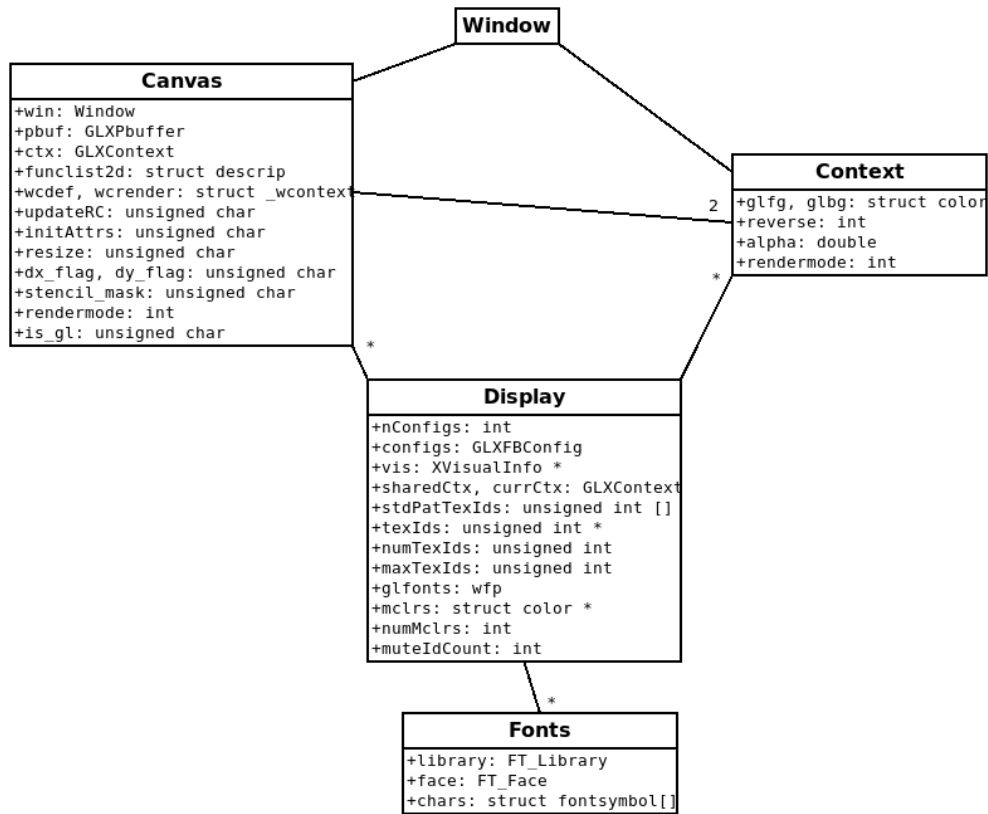 Window
Canvas
+win: Window
+pbuf: GLXPbuffer
+ctx: GLXContext
+funclist2d: struct descrip
+wcdef, wcrender: struct _wcontext
+updateRC: unsigned char
+initAttrs: unsigned char
+resize: unsigned char
+dx_flag, dy_flag: unsigned char
+stencil_mask: unsigned char
+rendermode: int
+is_gl: unsigned char
Context
+glfg, glbg: struct color
+reverse: int
+alpha: double
+rendermode: int
2
*
*
Display
+nConfigs: int
+configs: GLXFBConfig
+vis: XVisualInfo *
+sharedCtx, currCtx: GLXContext
+stdPatTexIds: unsigned int []
+texIds: unsigned int *
+numTexIds: unsigned int
+maxTexIds: unsigned int
+glfonts: wfp
+mclrs: struct color *
+numMclrs: int
+muteIdCount: int
*
Fonts
+library: FT_Library
+face: FT_Face
+chars: struct fontsymbol[]